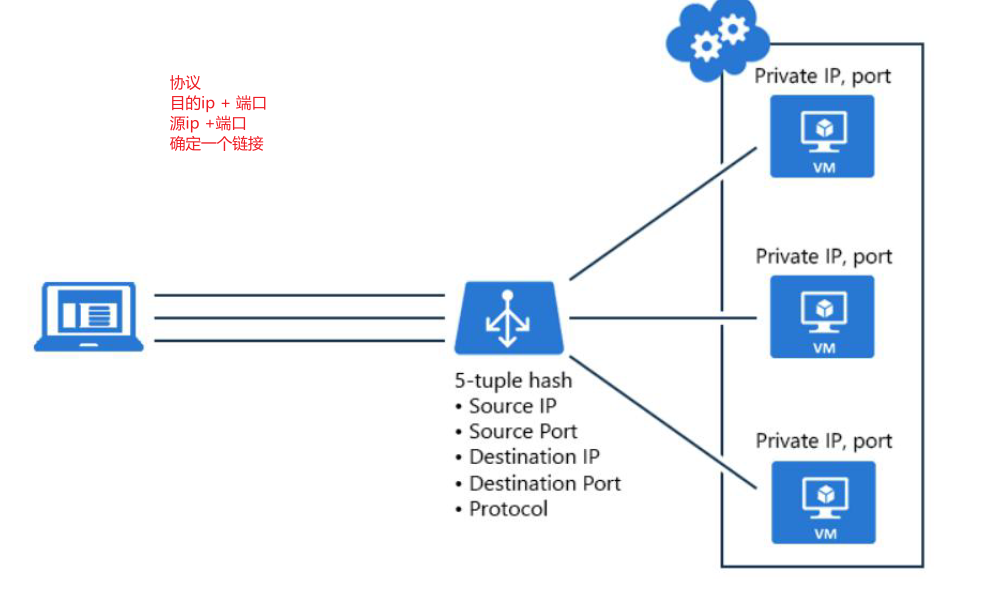 协议
目的ip + 端口
源ip +端口
确定一个链接
Private IP, port
VM
Private IP, port
VM
5-tuple hash
• Source IP
• Source Port
• Destination IP
• Destination Port
• Protocol
Private IP, port
VM